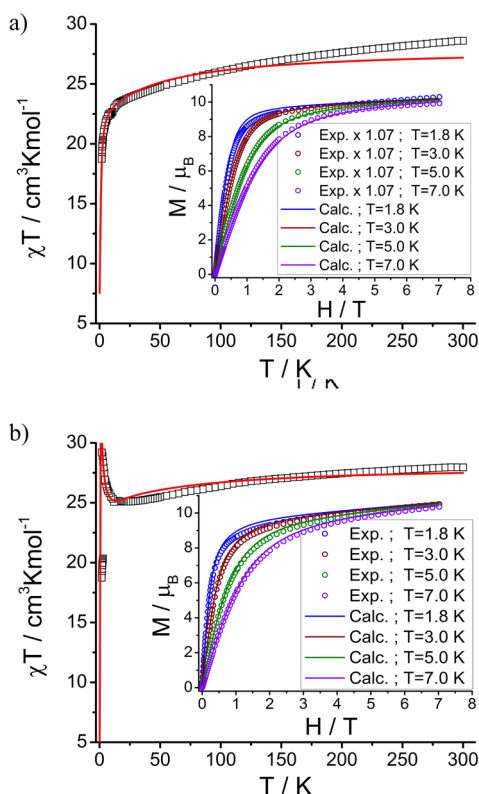 a)
30
25
20
15
10
5
χT / cm³Kmol⁻¹
0
50
100
150
200
250
300
T / K
T / K
M / μB
10
8
6
4
2
0
Exp. x 1.07 ; T=1.8 K
Exp. x 1.07 ; T=3.0 K
Exp. x 1.07 ; T=5.0 K
Exp. x 1.07 ; T=7.0 K
Calc. ; T=1.8 K
Calc. ; T=3.0 K
Calc. ; T=5.0 K
Calc. ; T=7.0 K
0 1 2 3 4 5 6 7 8
H / T
b)
30
25
20
15
10
5
χT / cm³Kmol⁻¹
0 50 100 150 200 250 300
T / K
M / μB
10
8
6
4
2
0
Exp. ; T=1.8 K
Exp. ; T=3.0 K
Exp. ; T=5.0 K
Exp. ; T=7.0 K
Calc. ; T=1.8 K
Calc. ; T=3.0 K
Calc. ; T=5.0 K
Calc. ; T=7.0 K
0 1 2 3 4 5 6 7 8
H / T